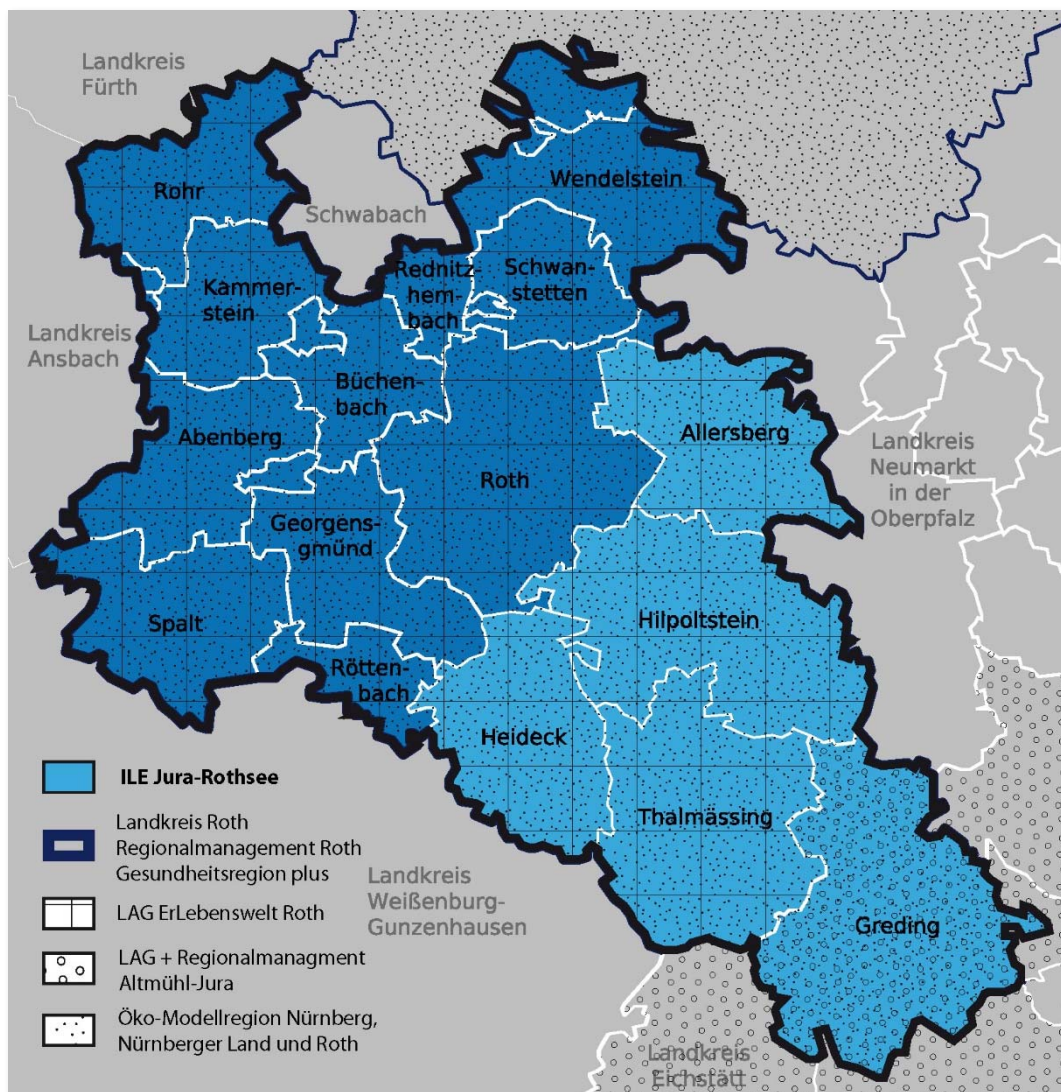 Landkreis
Fürth
Rohr
Wendelstein
Schwabach
Rednitz-
hem-
bach
Schwan-
stetten
Kammer-
stein
Landkreis
Ansbach
Büchen-
bach
Abenberg
Allersberg
Landkreis
Neumarkt
in der
Oberpfalz
Roth
Georgens-
gmünd
Spalt
Hilpoltstein
Rötten-
bach
Heideck
Thalmässing
Greding
Landkreis
Weißenburg-
Gunzenhausen
Landkreis
Eichstätt
ILE Jura-Rothsee
Landkreis Roth
Regionalmanagement Roth
Gesundheitsregion plus
LAG ErLebenswelt Roth
LAG + Regionalmanagment
Altmühl-Jura
Öko-Modellregion Nürnberg,
Nürnberger Land und Roth